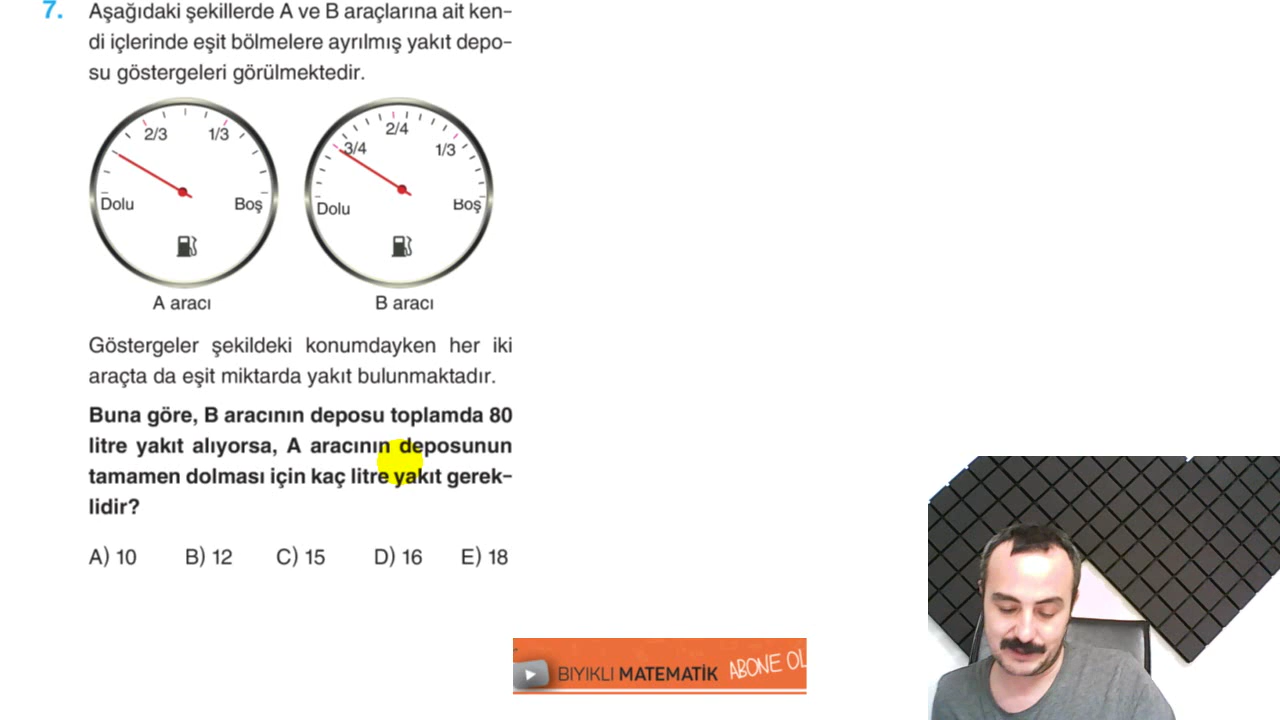 7. Aşağıdaki şekillerde A ve B araçlarına ait ken-
di içlerinde eşit bölmelere ayrılmış yakıt depo-
su göstergeleri görülmektedir.
2/3 1/3
Dolu Boş
A aracı
3/4 2/4 1/3
Dolu Boş
B aracı
Göstergeler şekildeki konumdayken her iki
araçta da eşit miktarda yakıt bulunmaktadır.
Buna göre, B aracının deposu toplamda 80
litre yakıt alıyorsa, A aracının deposunun
tamamen dolması için kaç litre yakıt gerek-
lidir?
A) 10 B) 12 C) 15 D) 16 E) 18
BIYIKLI MATEMATİK ABONE OL